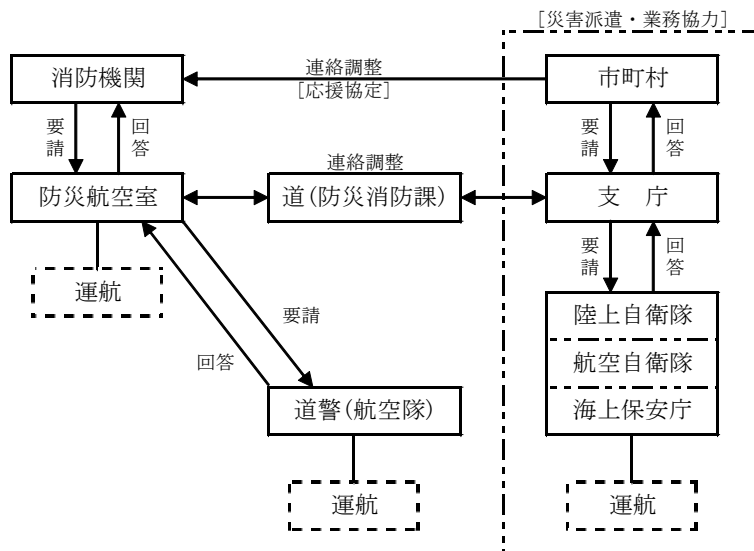 [災害派遣・業務協力]
消防機関
連絡調整
[応援協定]
市町村
要請
回答
要請
回答
防災航空室
連絡調整
道(防災消防課)
支 庁
運航
要請
回答
要請
回答
陸上自衛隊
航空自衛隊
海上保安庁
道警(航空隊)
運航
運航